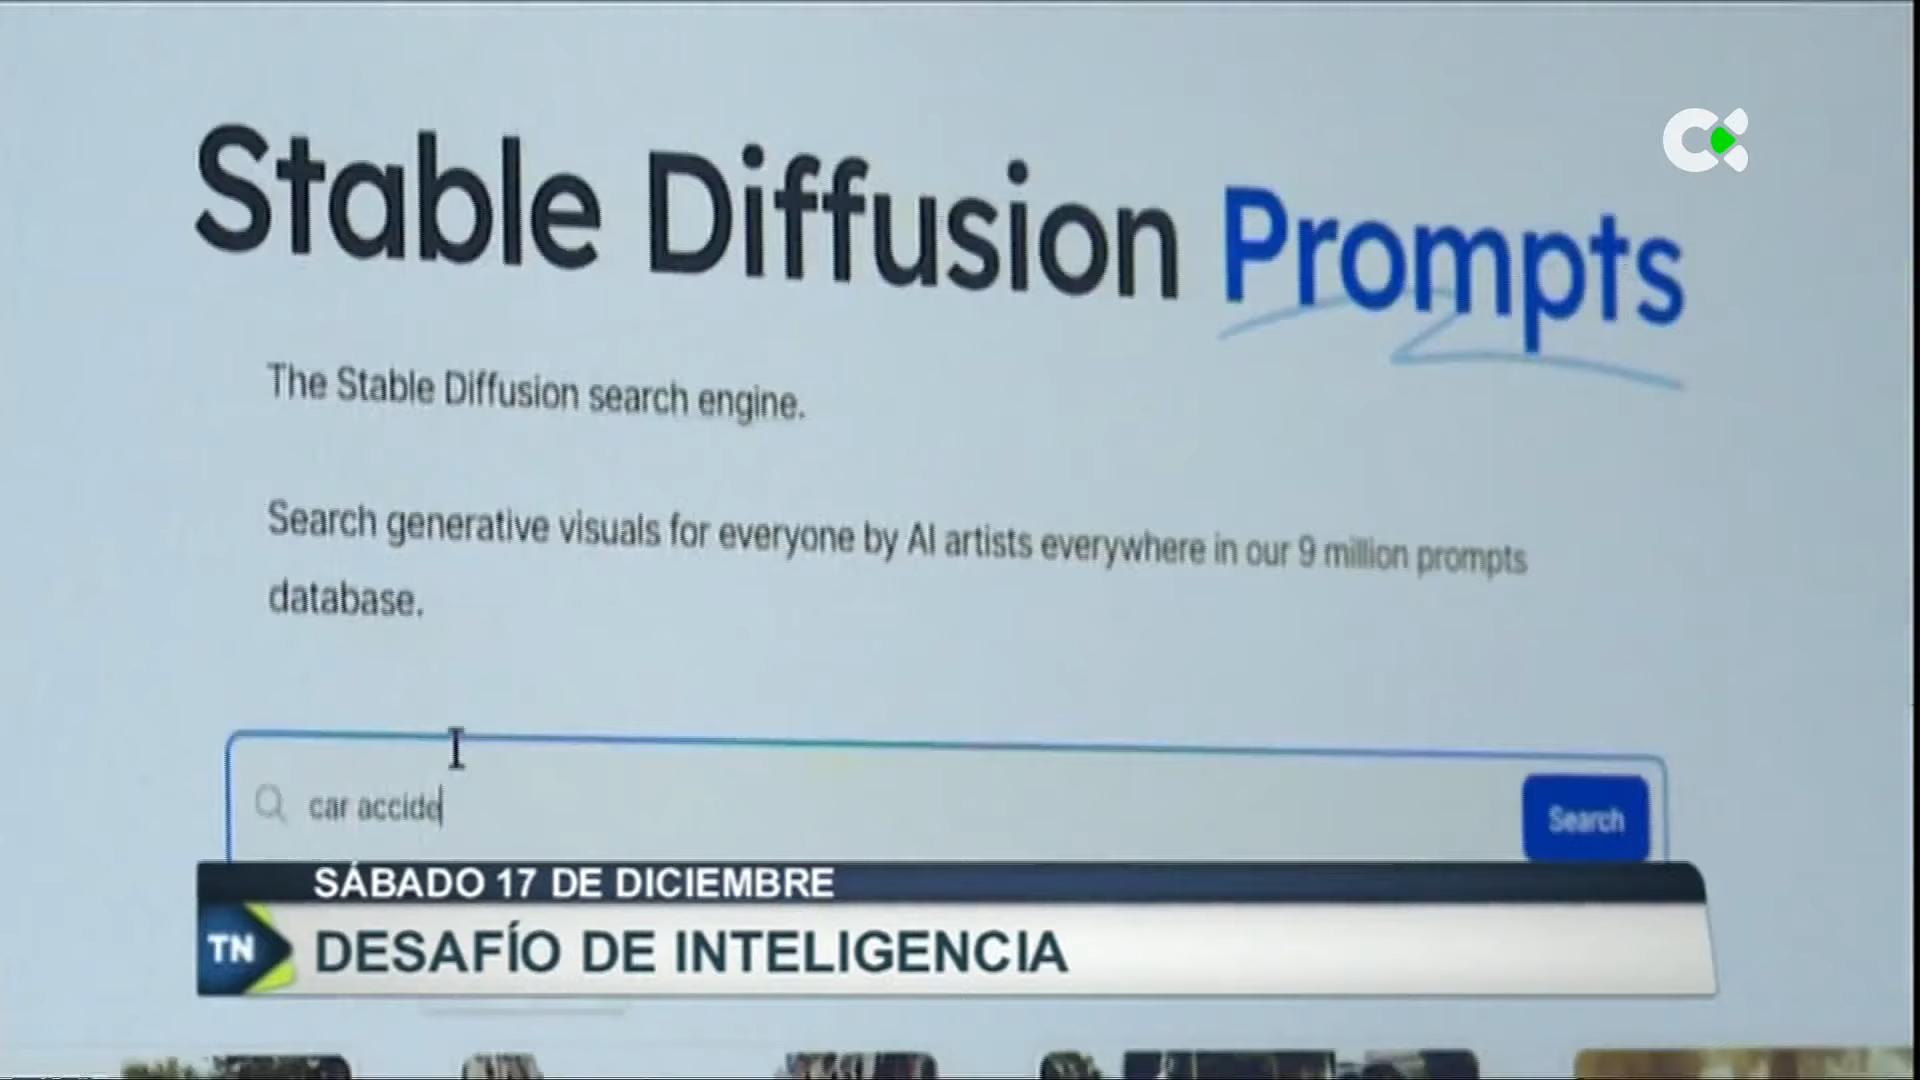 Stable Diffusion Prompts
The Stable Diffusion search engine.
Search generative visuals for everyone by AI artists everywhere in our 9 million prompts
database.
car accide
Search
SÁBADO 17 DE DICIEMBRE
TN
DESAFÍO DE INTELIGENCIA